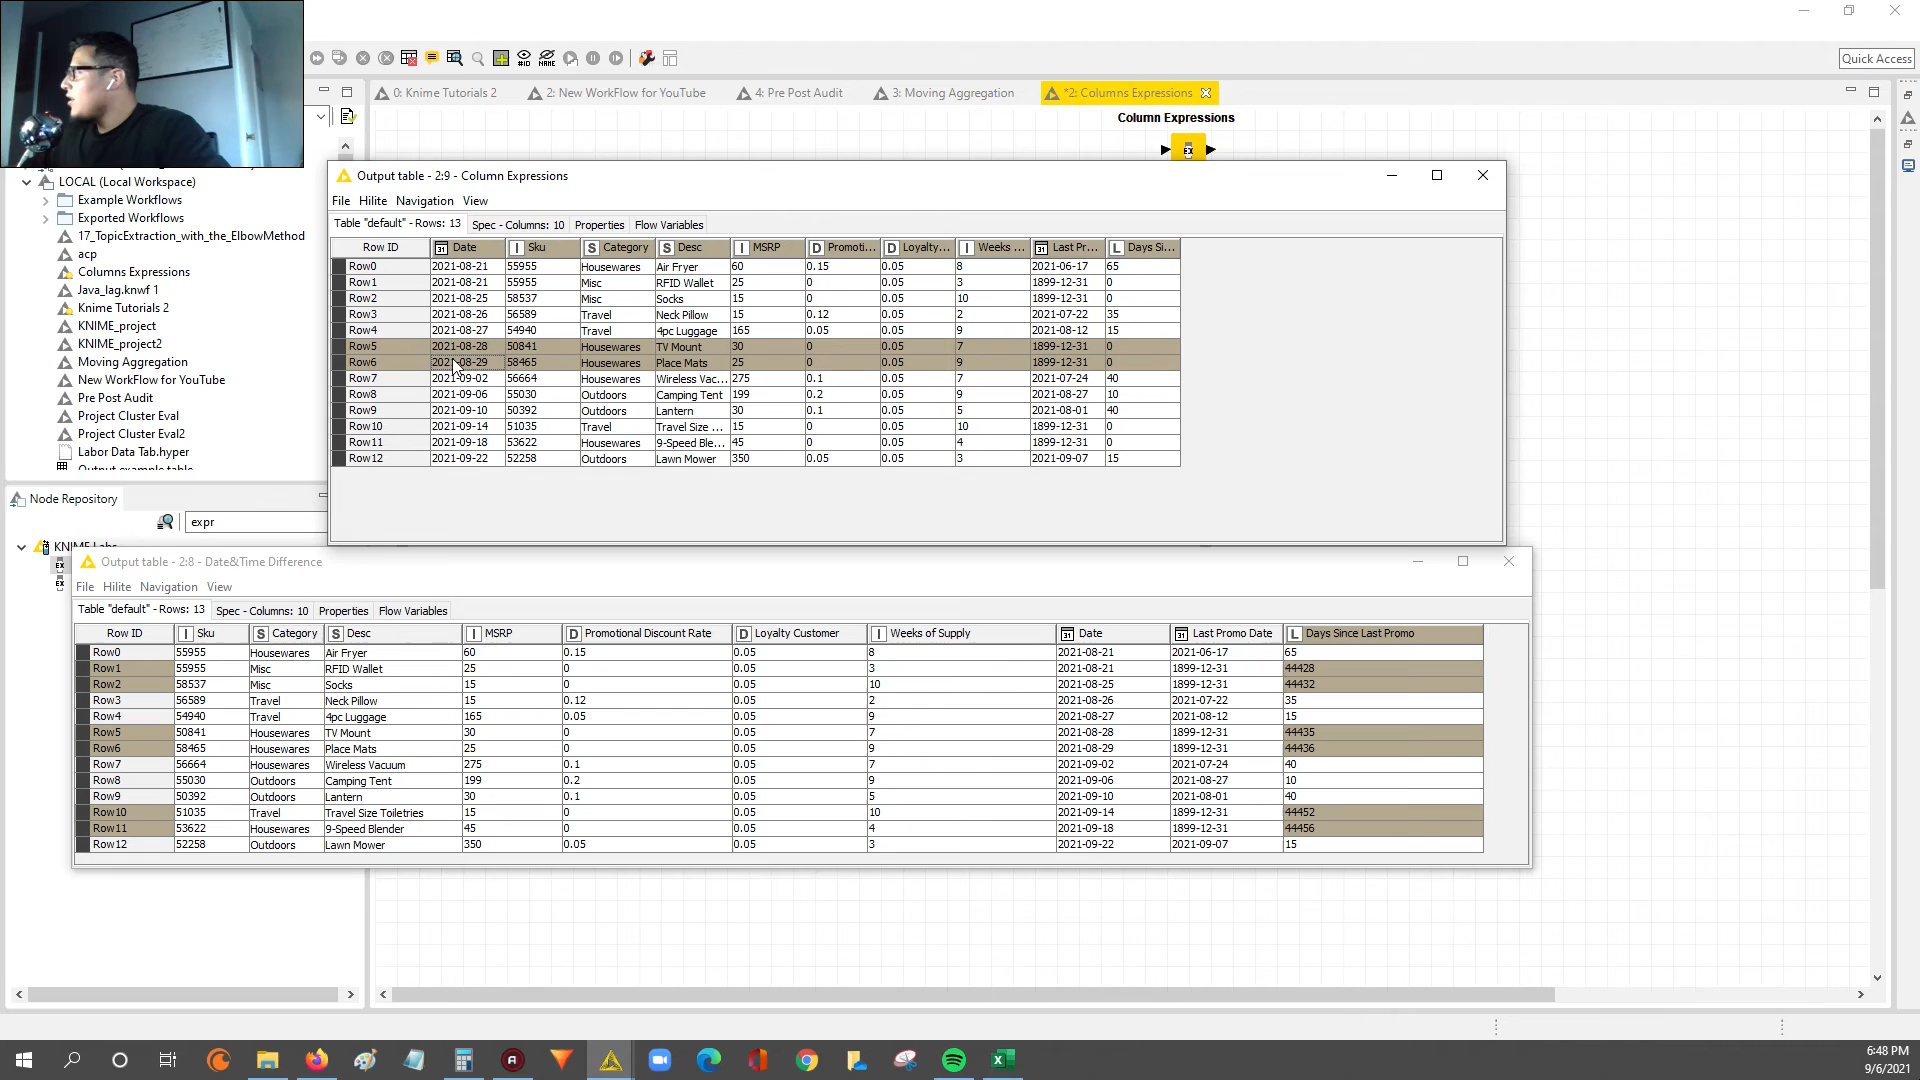 #ID
NAME
Quick Access
0: Knime Tutorials 2
2: New WorkFlow for YouTube
4: Pre Post Audit
3: Moving Aggregation
*2: Columns Expressions
Column Expressions
EX
LOCAL (Local Workspace)
Example Workflows
Exported Workflows
17_TopicExtraction_with_the_ElbowMethod
acp
Columns Expressions
Java_lag.knwf 1
Knime Tutorials 2
KNIME_project
KNIME_project2
Moving Aggregation
New WorkFlow for YouTube
Pre Post Audit
Project Cluster Eval
Project Cluster Eval2
Labor Data Tab.hyper
Output example table
Node Repository
expr
KNIME Labs
Output table - 2:9 - Column Expressions
File Hilite Navigation View
Table "default" - Rows: 13 Spec - Columns: 10 Properties Flow Variables
Row ID Date I Sku S Category S Desc I MSRP D Promoti... D Loyalty... I Weeks ... Last Pr... L Days Si...
Row0 2021-08-21 55955 Housewares Air Fryer 60 0.15 0.05 8 2021-06-17 65
Row1 2021-08-21 55955 Misc RFID Wallet 25 0 0.05 3 1899-12-31 0
Row2 2021-08-25 58537 Misc Socks 15 0 0.05 10 1899-12-31 0
Row3 2021-08-26 56589 Travel Neck Pillow 15 0.12 0.05 2 2021-07-22 35
Row4 2021-08-27 54940 Travel 4pc Luggage 165 0.05 0.05 9 2021-08-12 15
Row5 2021-08-28 50841 Housewares TV Mount 30 0 0.05 7 1899-12-31 0
Row6 2021-08-29 58465 Housewares Place Mats 25 0 0.05 9 1899-12-31 0
Row7 2021-09-02 56664 Housewares Wireless Vac... 275 0.1 0.05 7 2021-07-24 40
Row8 2021-09-06 55030 Outdoors Camping Tent 199 0.2 0.05 9 2021-08-27 10
Row9 2021-09-10 50392 Outdoors Lantern 30 0.1 0.05 5 2021-08-01 40
Row10 2021-09-14 51035 Travel Travel Size ... 15 0 0.05 10 1899-12-31 0
Row11 2021-09-18 53622 Housewares 9-Speed Ble... 45 0 0.05 4 1899-12-31 0
Row12 2021-09-22 52258 Outdoors Lawn Mower 350 0.05 0.05 3 2021-09-07 15
Output table - 2:8 - Date&Time Difference
File Hilite Navigation View
Table "default" - Rows: 13 Spec - Columns: 10 Properties Flow Variables
Row ID I Sku S Category S Desc I MSRP D Promotional Discount Rate D Loyalty Customer I Weeks of Supply Date Last Promo Date L Days Since Last Promo
Row0 55955 Housewares Air Fryer 60 0.15 0.05 8 2021-08-21 2021-06-17 65
Row1 55955 Misc RFID Wallet 25 0 0.05 3 2021-08-21 1899-12-31 44428
Row2 58537 Misc Socks 15 0 0.05 10 2021-08-25 1899-12-31 44432
Row3 56589 Travel Neck Pillow 15 0.12 0.05 2 2021-08-26 2021-07-22 35
Row4 54940 Travel 4pc Luggage 165 0.05 0.05 9 2021-08-27 2021-08-12 15
Row5 50841 Housewares TV Mount 30 0 0.05 7 2021-08-28 1899-12-31 44435
Row6 58465 Housewares Place Mats 25 0 0.05 9 2021-08-29 1899-12-31 44436
Row7 56664 Housewares Wireless Vacuum 275 0.1 0.05 7 2021-09-02 2021-07-24 40
Row8 55030 Outdoors Camping Tent 199 0.2 0.05 9 2021-09-06 2021-08-27 10
Row9 50392 Outdoors Lantern 30 0.1 0.05 5 2021-09-10 2021-08-01 40
Row10 51035 Travel Travel Size Toiletries 15 0 0.05 10 2021-09-14 1899-12-31 44452
Row11 53622 Housewares 9-Speed Blender 45 0 0.05 4 2021-09-18 1899-12-31 44456
Row12 52258 Outdoors Lawn Mower 350 0.05 0.05 3 2021-09-22 2021-09-07 15
6:48 PM
9/6/2021